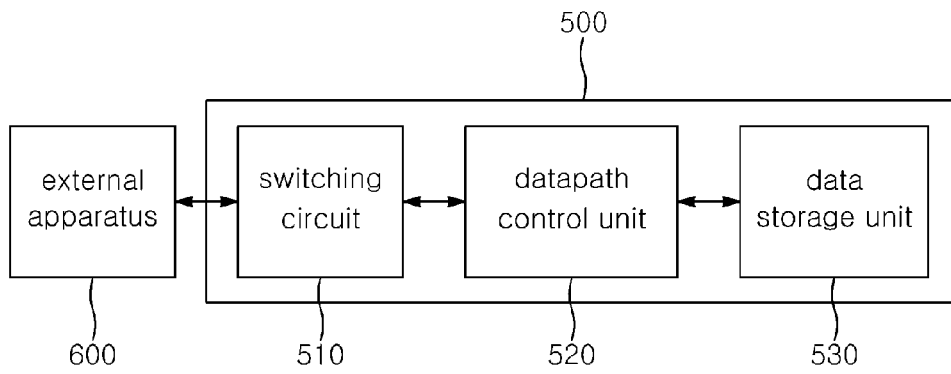 500
external
apparatus
switching
circuit
datapath
control unit
data
storage unit
600
510
520
530